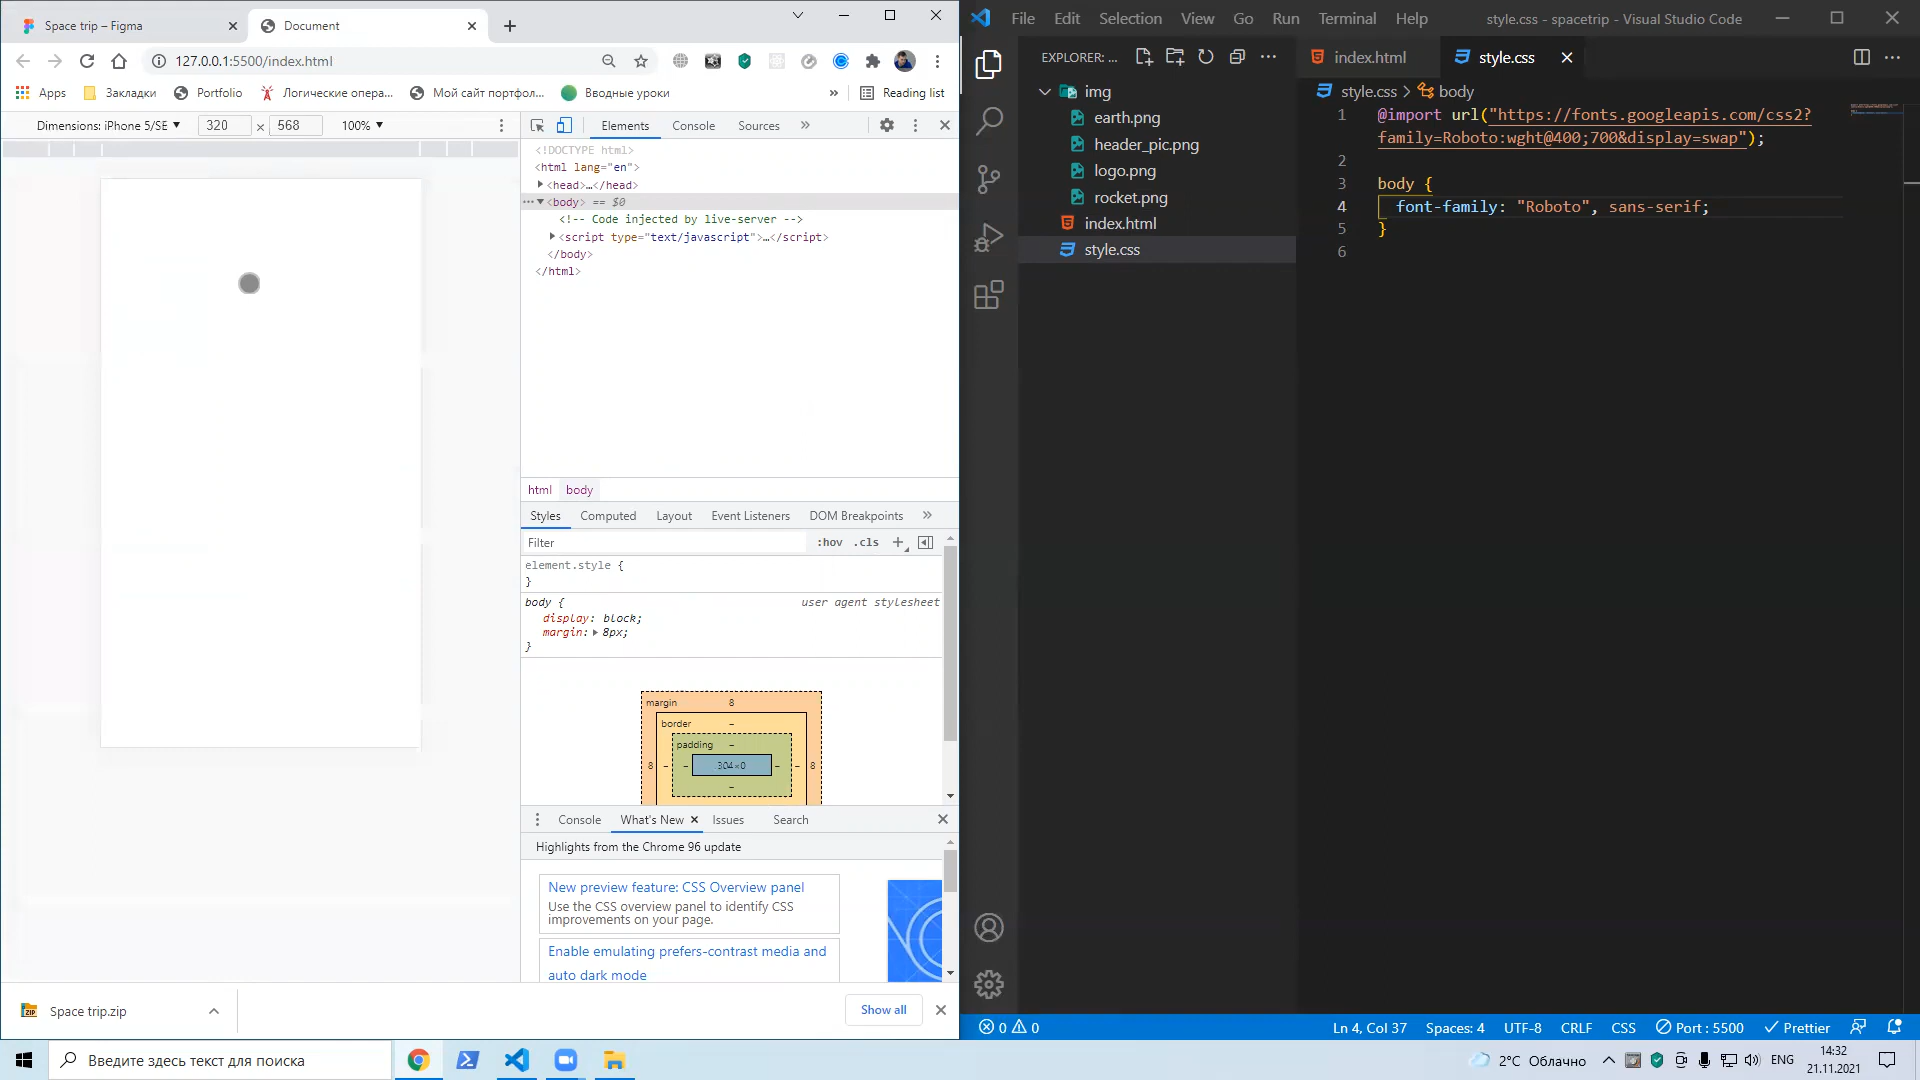 Space trip – Figma
Document
127.0.0.1:5500/index.html
Apps
Закладки
Portfolio
Логические опера...
Мой сайт портфол...
Вводные уроки
»
Reading list
Dimensions: iPhone 5/SE ▼
320 × 568
100% ▼
Elements
Console
Sources
»
<!DOCTYPE html>
<html lang="en">
<head>…</head>
<body> == $0
<!-- Code injected by live-server -->
<script type="text/javascript">…</script>
</body>
</html>
html
body
Styles
Computed
Layout
Event Listeners
DOM Breakpoints
»
Filter
:hov
.cls
element.style {
}
body {
user agent stylesheet
display: block;
margin: 8px;
}
margin
8
border
–
padding
–
8
–
–
304×0
–
–
8
–
Console
What's New
Issues
Search
Highlights from the Chrome 96 update
New preview feature: CSS Overview panel
Use the CSS overview panel to identify CSS
improvements on your page.
Enable emulating prefers-contrast media and
auto dark mode
ZIP
Space trip.zip
Show all
File
Edit
Selection
View
Go
Run
Terminal
Help
style.css - spacetrip - Visual Studio Code
EXPLORER: ...
index.html
style.css
style.css > body
img
earth.png
header_pic.png
logo.png
rocket.png
index.html
style.css
1 @import url("https://fonts.googleapis.com/css2?
family=Roboto:wght@400;700&display=swap");
2
3 body {
4 font-family: "Roboto", sans-serif;
5 }
6
0
0
Ln 4, Col 37
Spaces: 4
UTF-8
CRLF
CSS
Port : 5500
Prettier
Введите здесь текст для поиска
2°C Облачно
ENG
14:32
21.11.2021